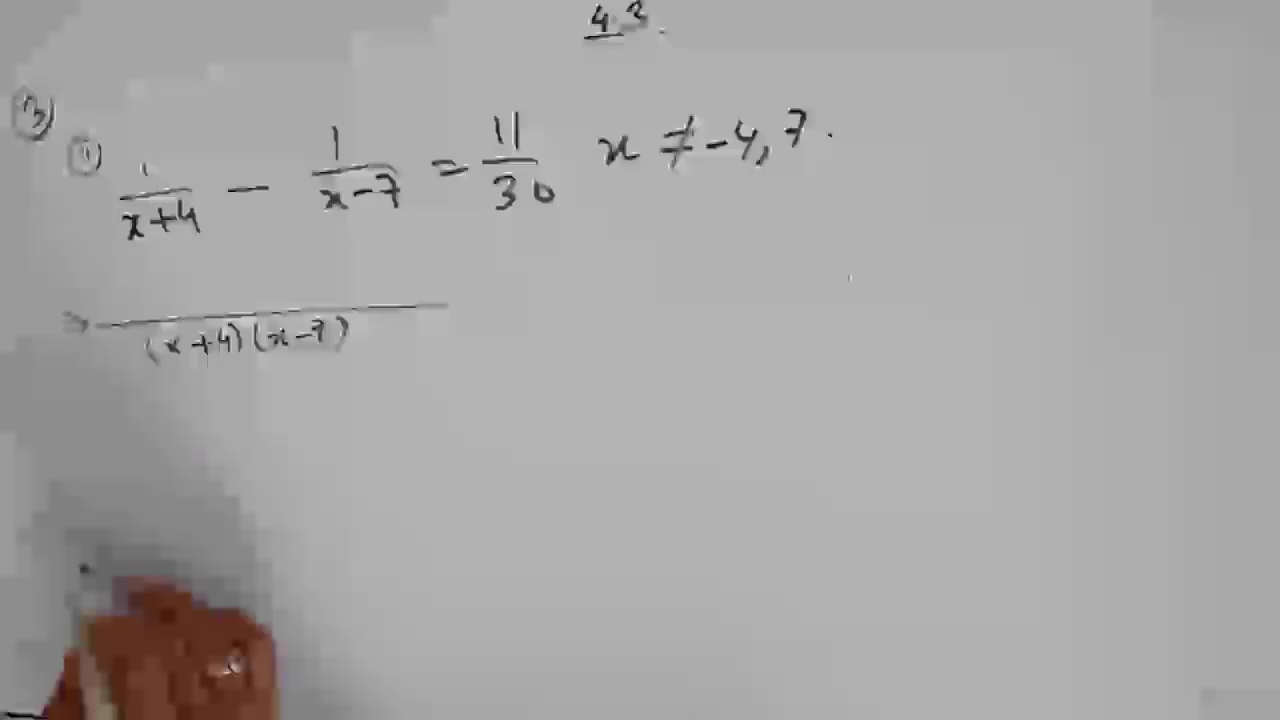 4.3.
(3)
(i) 1/(x+4) - 1/(x-7) = 11/30 x ≠ -4, 7.
⇒ /(x+4)(x-7)